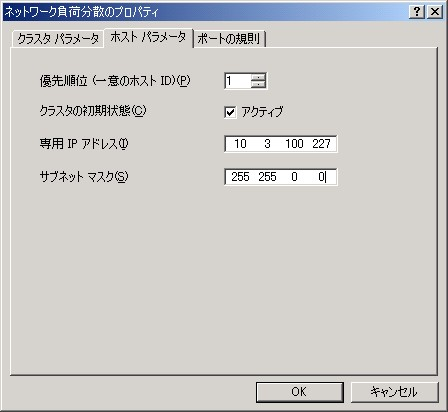 ネットワーク負荷分散のプロパティ
クラスタ パラメータ ホスト パラメータ ポートの規則
優先順位 (一意のホスト ID)(P) 1
クラスタの初期状態(C) アクティブ
専用 IP アドレス(I) 10 3 100 227
サブネット マスク(S) 255 255 0 0
OK キャンセル